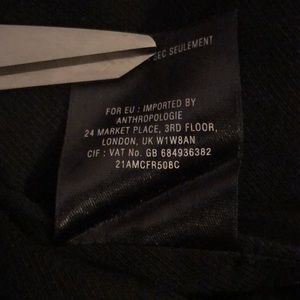 SEC SEULEMENT
FOR EU : IMPORTED BY
ANTHROPOLOGIE
24 MARKET PLACE, 3RD FLOOR,
LONDON, UK W1W8AN
CIF : VAT No. GB 684936382
21AMCFR508C